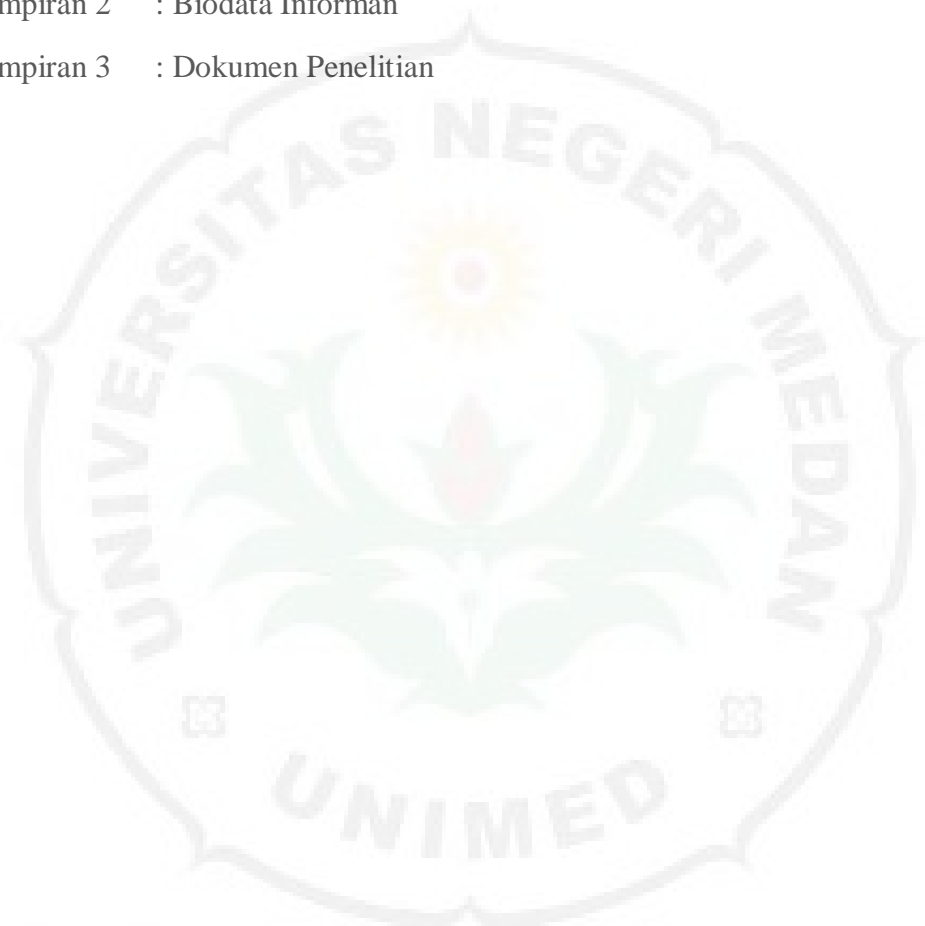 mpiran 2 : Biodata Informan
mpiran 3 : Dokumen Penelitian
UNIVERSITAS NEGERI MEDAN
UNIMED